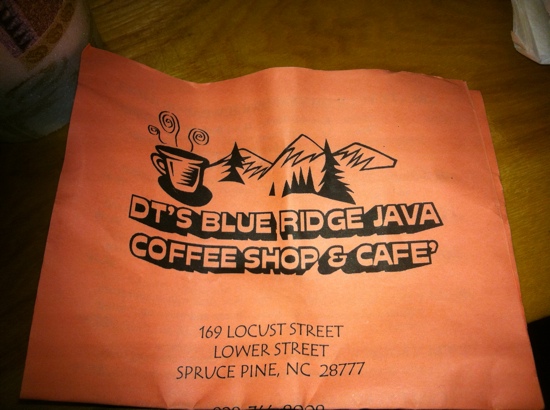 DT'S BLUE RIDGE JAVA
COFFEE SHOP & CAFE'
169 LOCUST STREET
LOWER STREET
SPRUCE PINE, NC 28777